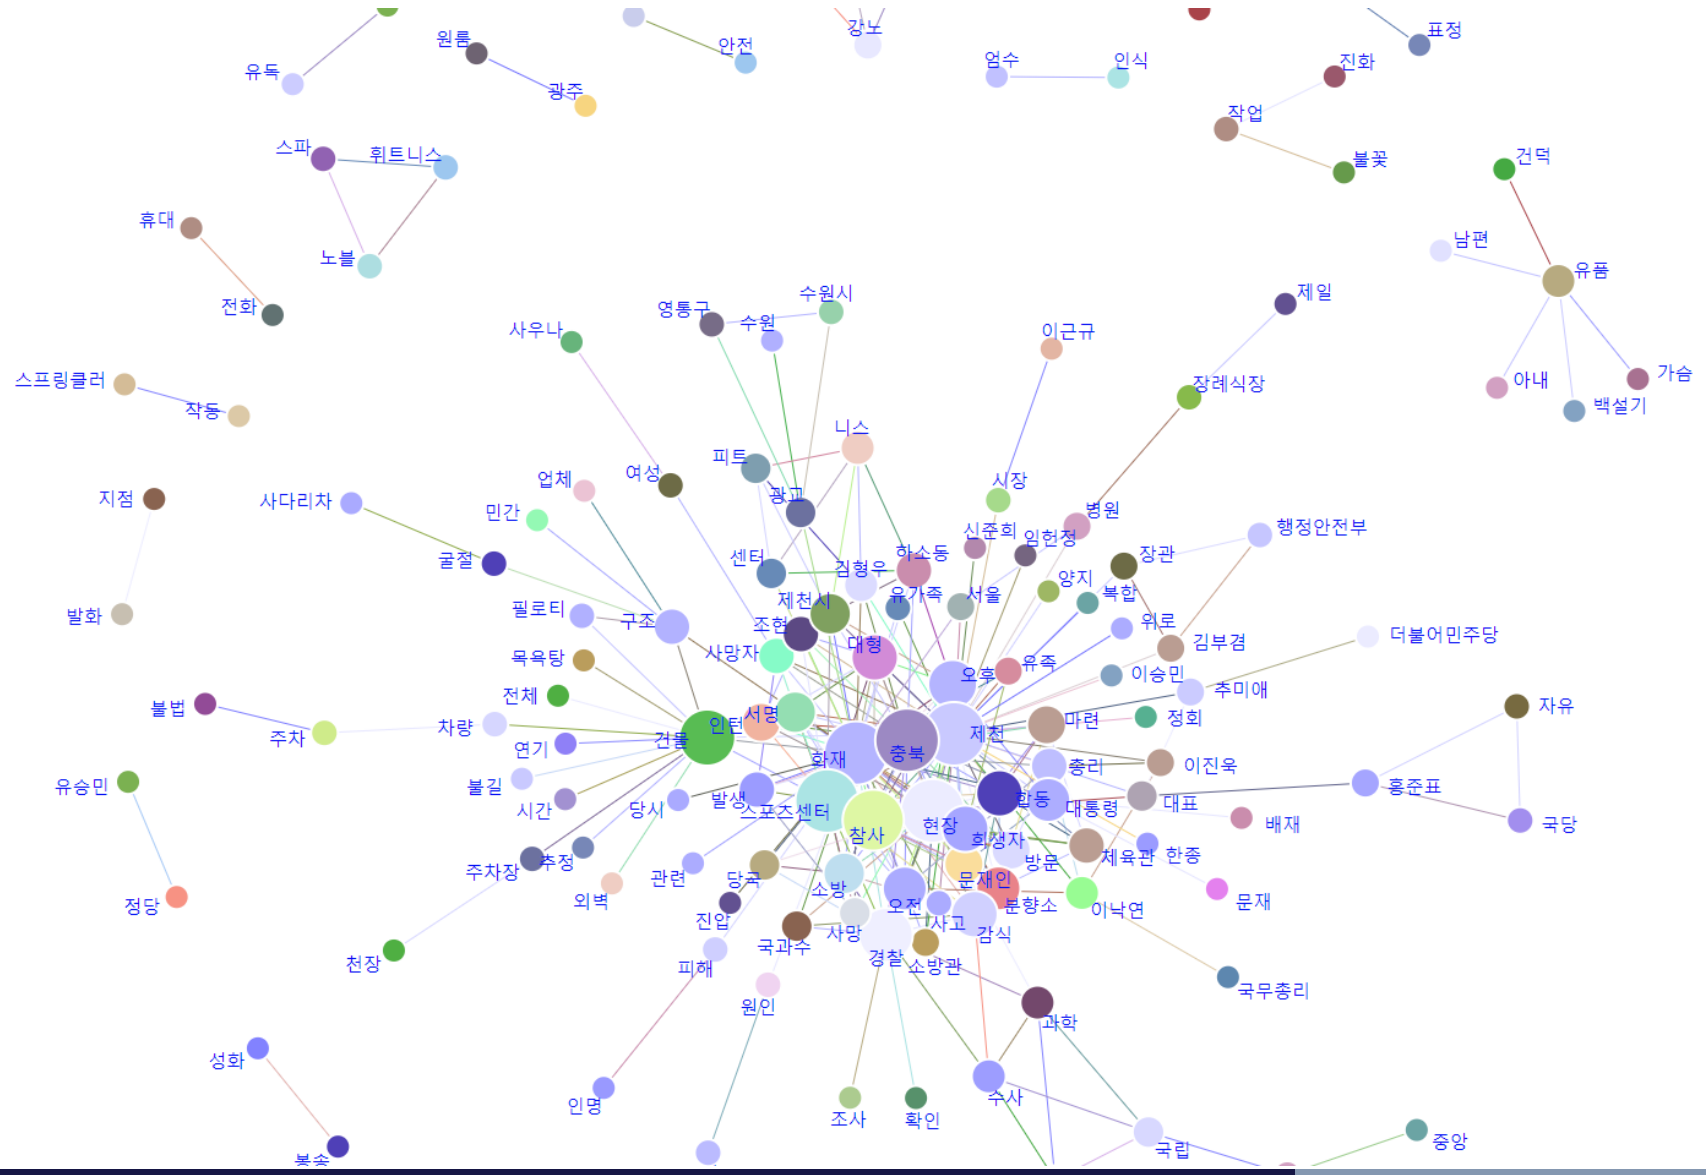 강노
표정
원룸
안전
엄수
인식
진화
유독
광주
작업
스파
휘트니스
불꽃
건덕
휴대
남편
노블
유품
전화
영통구
수원시
제일
사우나
수원
이근규
스프링클러
작동
장례식장
아내
가슴
백설기
니스
피트
지점
사다리차
업체
여성
광교
시장
민간
신준희
임헌정
병원
행정안전부
굴절
센터
김형우
하소동
장관
양지
복합
발화
필로티
구조
제천시
유가족
서울
조현
위로
더불어민주당
목욕탕
사망자
대형
오후
유족
김부겸
이승민
추미애
전체
불법
주차
차량
인턴
서명
마련
정회
자유
연기
건물
화재
충북
제천
총리
이진욱
유승민
불길
시간
당시
발생
스포츠센터
합동
대통령
대표
홍준표
배재
국당
참사
현장
희생자
주차장
추정
관련
당국
소방
문재인
방문
체육관
한종
정당
외벽
진압
오전
분향소
이낙연
문재
천장
피해
국과수
사망
사고
감식
경찰
소방관
국무총리
원인
과학
성화
인명
조사
확인
수사
국립
중앙
봉송